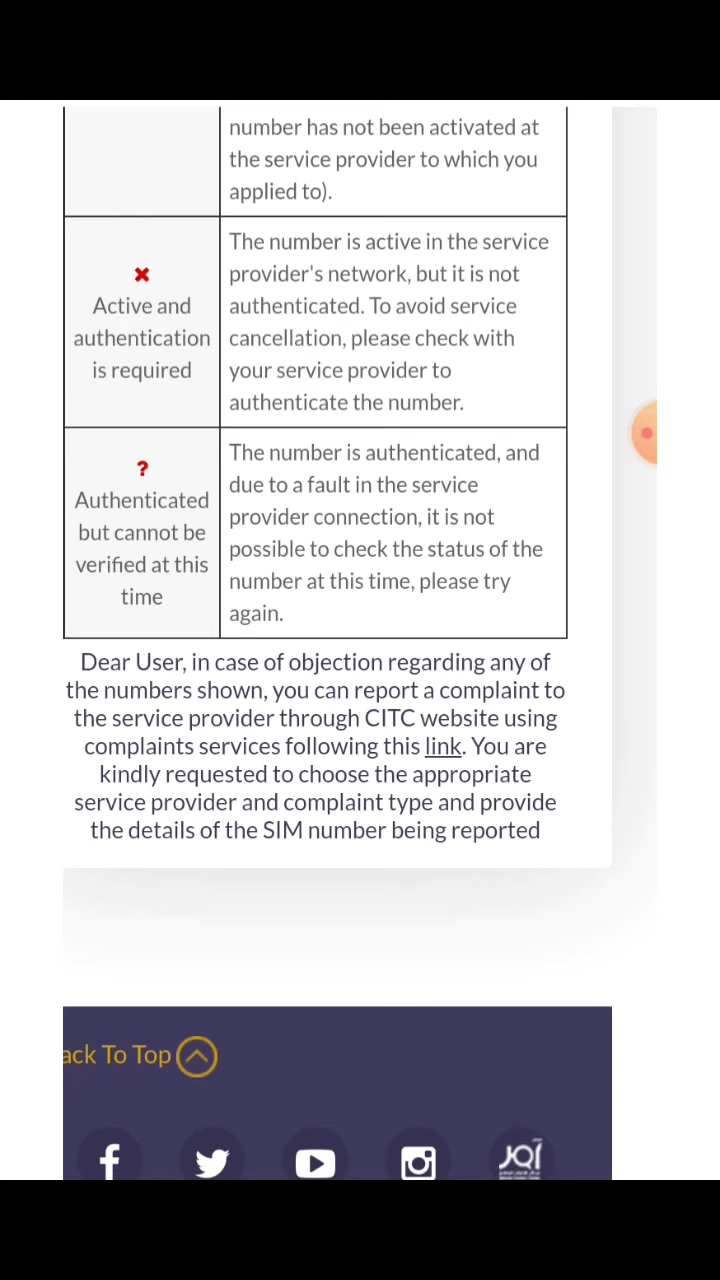 number has not been activated at
the service provider to which you
applied to).
Active and
authentication
is required
The number is active in the service
provider's network, but it is not
authenticated. To avoid service
cancellation, please check with
your service provider to
authenticate the number.
?
Authenticated
but cannot be
verified at this
time
The number is authenticated, and
due to a fault in the service
provider connection, it is not
possible to check the status of the
number at this time, please try
again.
Dear User, in case of objection regarding any of
the numbers shown, you can report a complaint to
the service provider through CITC website using
complaints services following this link. You are
kindly requested to choose the appropriate
service provider and complaint type and provide
the details of the SIM number being reported
ack To Top